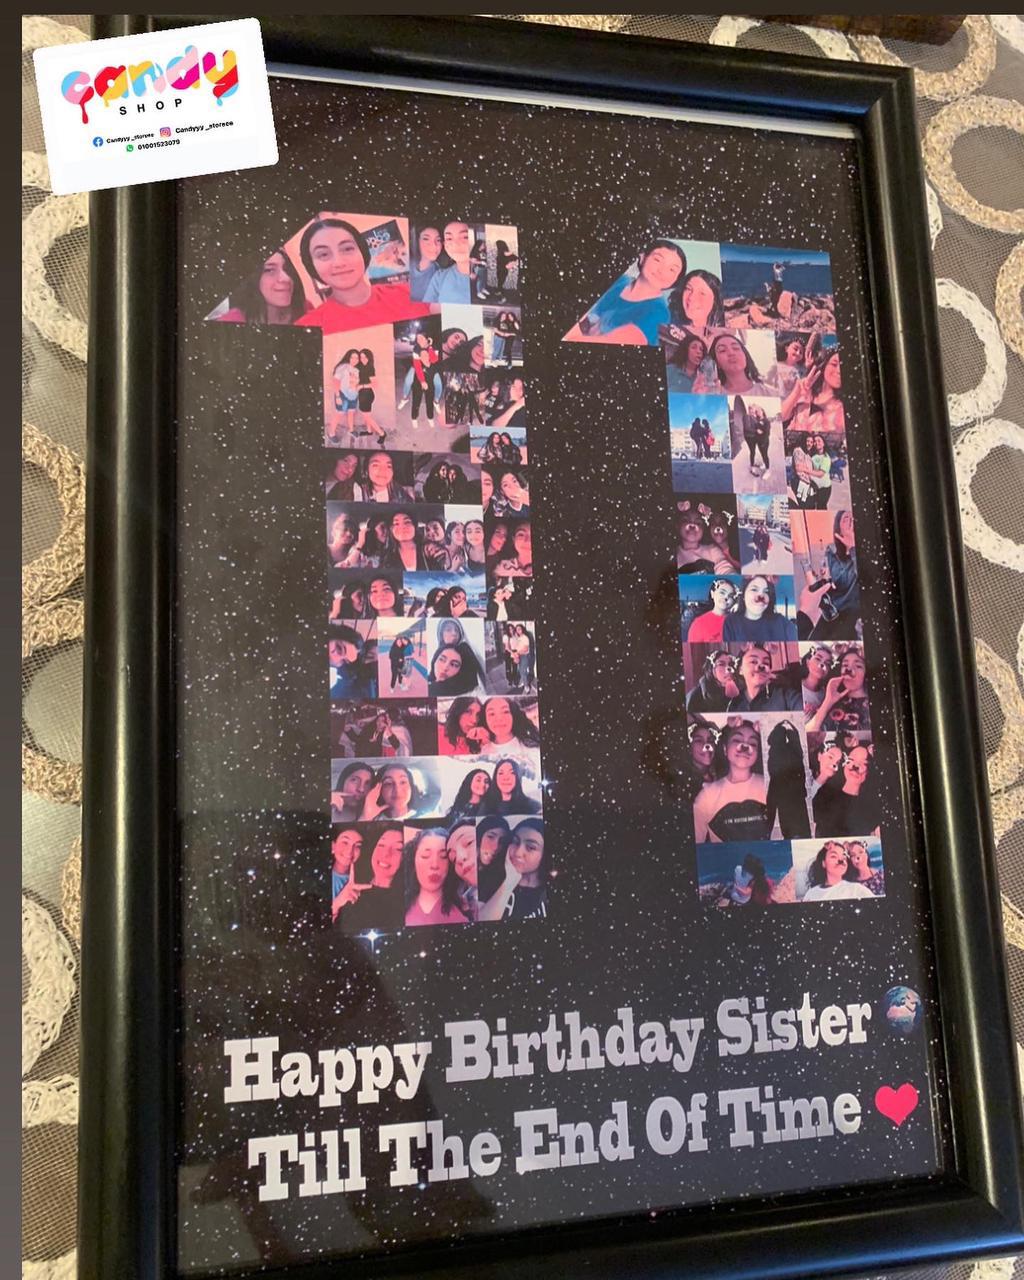 candy
SHOP
Candyyy_storeee Candyyy_storeee
01001523079
Happy Birthday Sister 🌎
Till The End Of Time ❤️